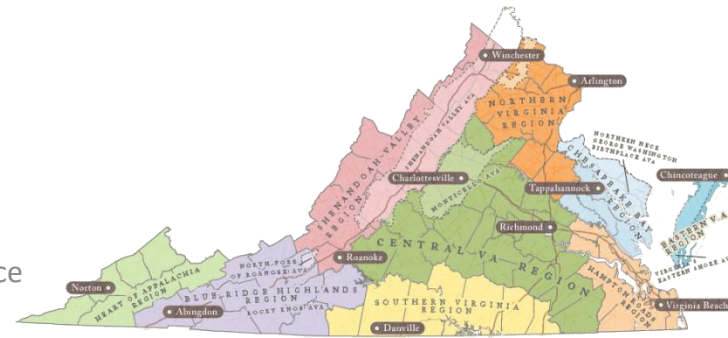 Winchester
Arlington
NORTHERN
VIRGINIA
REGION
SHENANDOAH VALLEY
REGION
SHENANDOAH VALLEY AVA
NORTHERN NECK
GEORGE WASHINGTON
BIRTHPLACE AVA
CHESAPEAKE BAY
REGION
Charlottesville
MONTICELLO AVA
Tappahannock
Chincoteague
EASTERN VA
REGION
VIRGINIA
EASTERN SHORE A
Richmond
CENTRAL VA REGION
Roanoke
NORTH FORK
OF ROANOKE AVA
ce
Norton
HEART OF APPALACHIA
REGION
BLUE RIDGE HIGHLANDS
REGION
ROCKY KNOB AVA
Abingdon
SOUTHERN VIRGINIA
REGION
Danville
HAMPTON ROADS
REGION
Virginia Beach